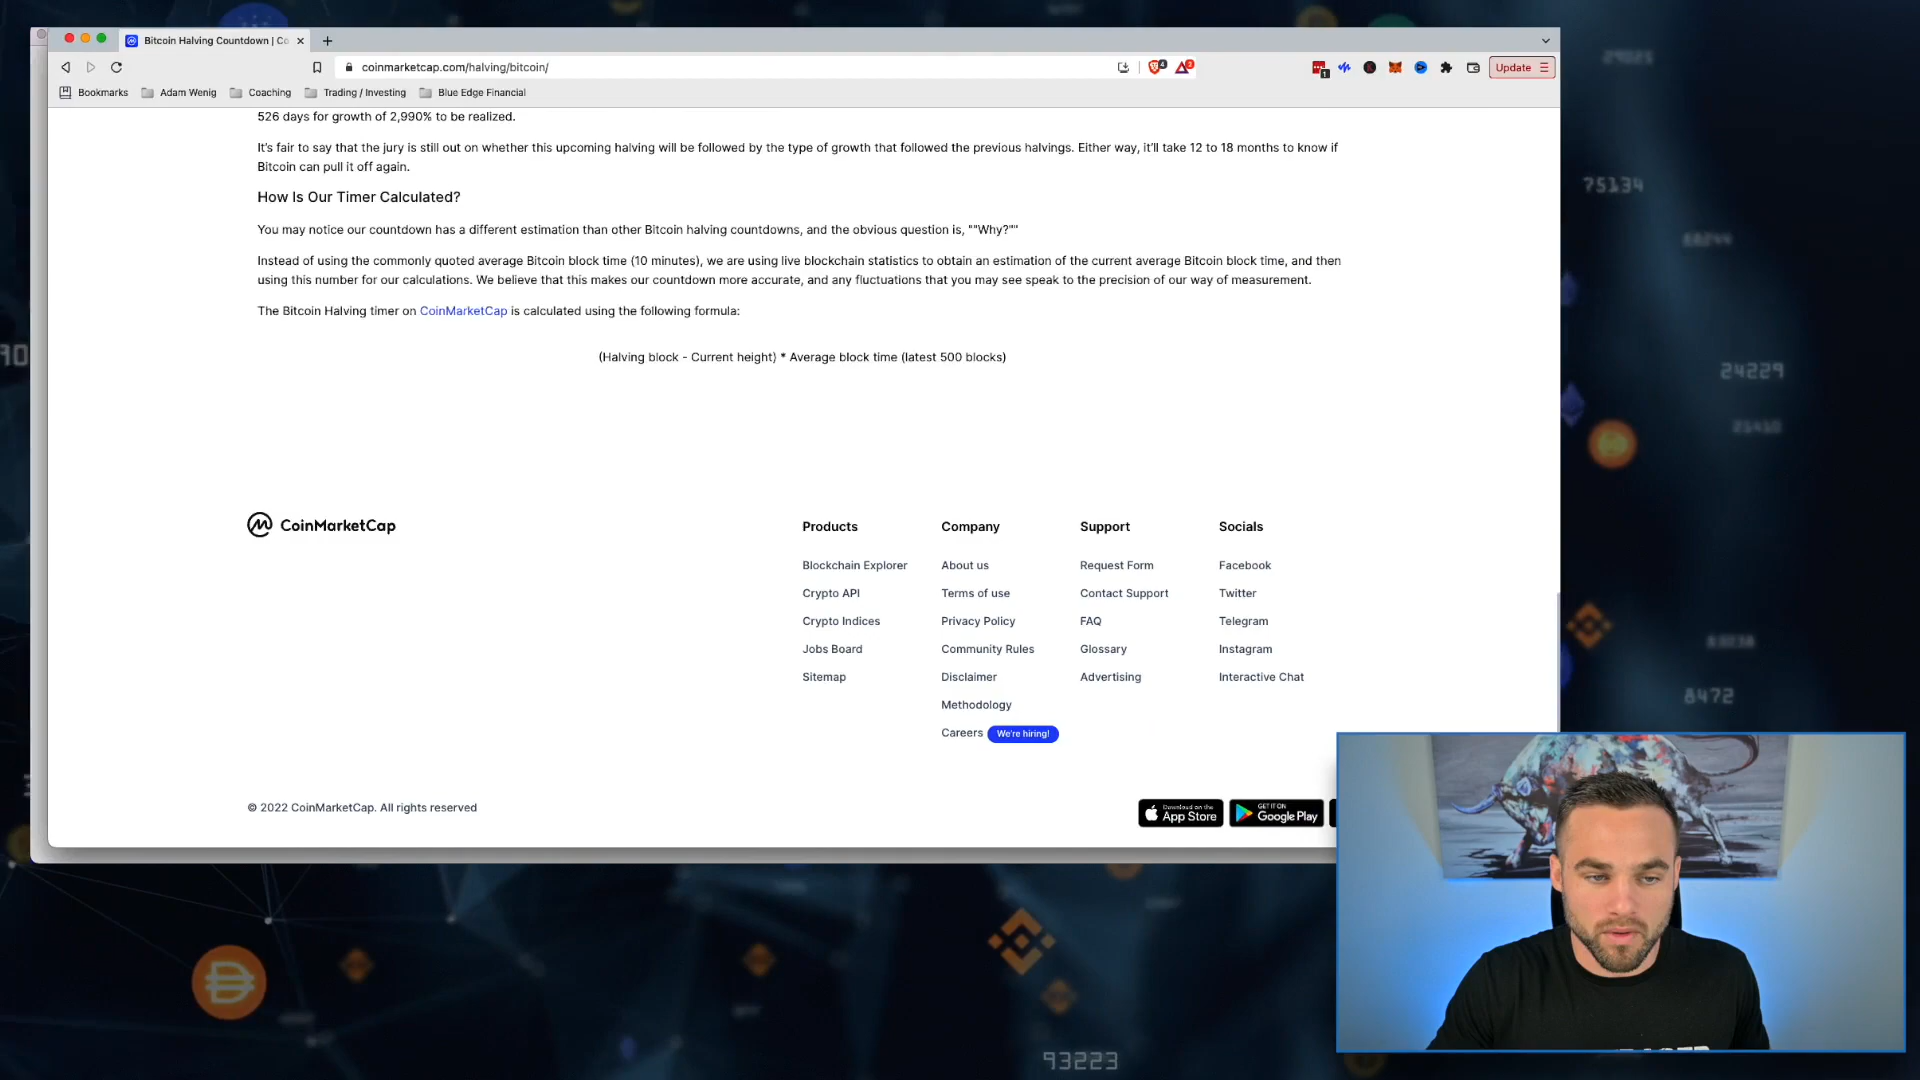 Bitcoin Halving Countdown | Co
coinmarketcap.com/halving/bitcoin/
Update
Bookmarks
Adam Wenig
Coaching
Trading / Investing
Blue Edge Financial
526 days for growth of 2,990% to be realized.
It's fair to say that the jury is still out on whether this upcoming halving will be followed by the type of growth that followed the previous halvings. Either way, it'll take 12 to 18 months to know if
Bitcoin can pull it off again.
How Is Our Timer Calculated?
You may notice our countdown has a different estimation than other Bitcoin halving countdowns, and the obvious question is, ""Why?""
Instead of using the commonly quoted average Bitcoin block time (10 minutes), we are using live blockchain statistics to obtain an estimation of the current average Bitcoin block time, and then
using this number for our calculations. We believe that this makes our countdown more accurate, and any fluctuations that you may see speak to the precision of our way of measurement.
The Bitcoin Halving timer on CoinMarketCap is calculated using the following formula:
(Halving block - Current height) * Average block time (latest 500 blocks)
CoinMarketCap
Products
Blockchain Explorer
Crypto API
Crypto Indices
Jobs Board
Sitemap
Company
About us
Terms of use
Privacy Policy
Community Rules
Disclaimer
Methodology
Careers We're hiring!
Support
Request Form
Contact Support
FAQ
Glossary
Advertising
Socials
Facebook
Twitter
Telegram
Instagram
Interactive Chat
© 2022 CoinMarketCap. All rights reserved
Download on the
App Store
GET IT ON
Google Play
75134
24229
8472
93223